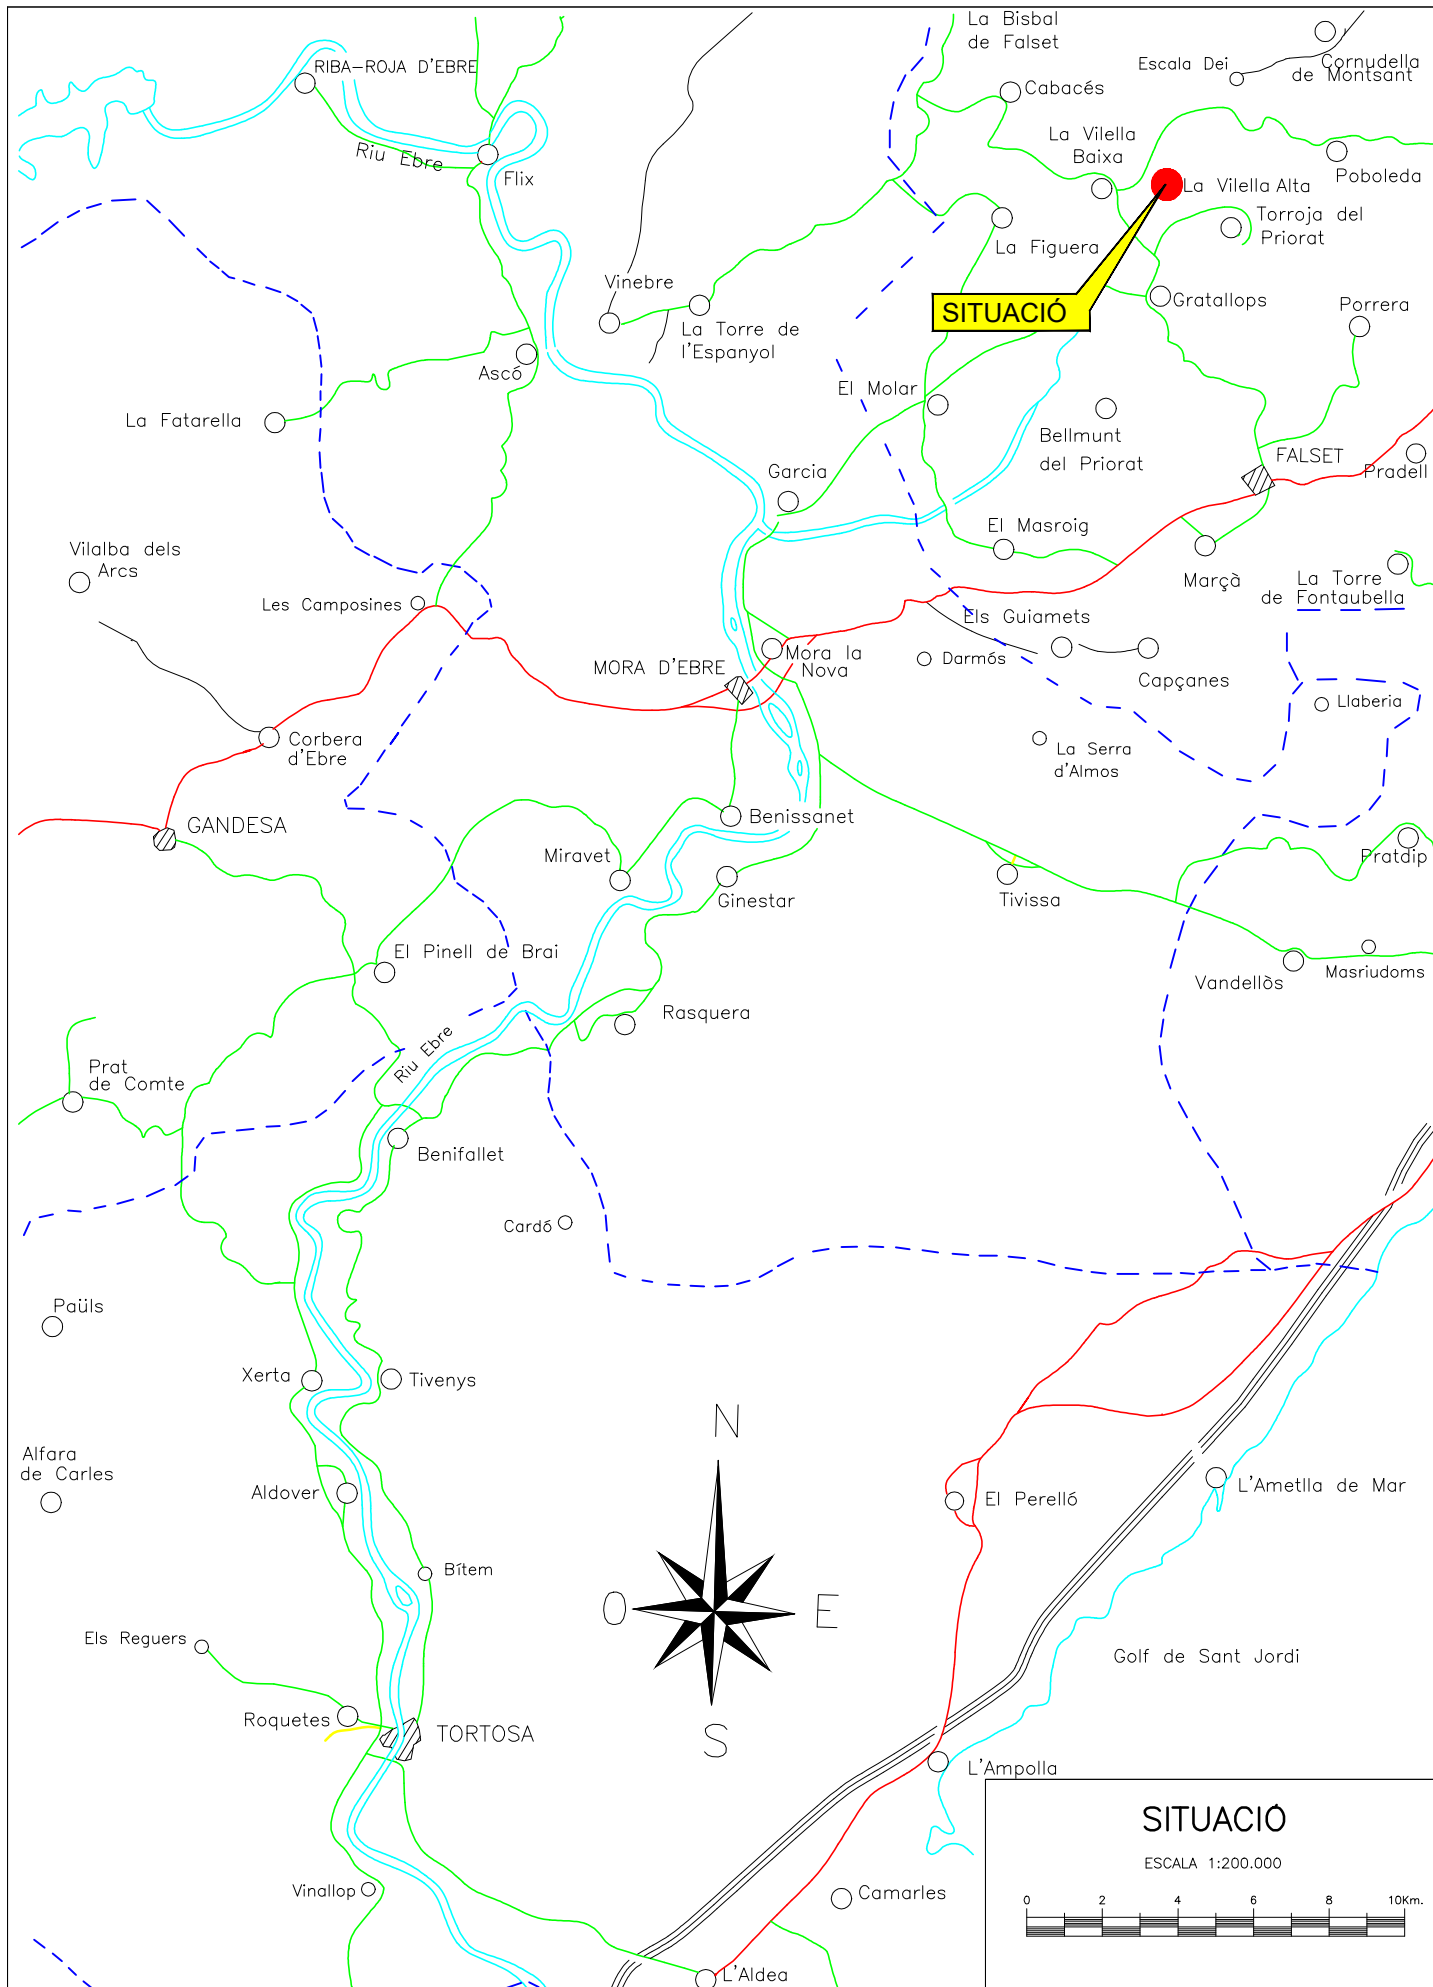 La Bisbal
de Falset
Escala Dei
Cornudella
de Montsant
RIBA-ROJA D'EBRE
Cabacés
La Vilella
Baixa
Riu Ebre
Flix
Poboleda
La Vilella Alta
Torroja del
Priorat
La Figuera
Vinebre
Gratallops
Porrera
SITUACIÓ
La Torre de
l'Espanyol
Ascó
El Molar
La Fatarella
Bellmunt
del Priorat
FALSET
Pradell
Garcia
El Masroig
Vilalba dels
Arcs
Marçà
La Torre
de Fontaubella
Les Camposines
Els Guiamets
Mora la
Nova
MORA D'EBRE
Darmós
Capçanes
Llaberia
Corbera
d'Ebre
La Serra
d'Almos
GANDESA
Benissanet
Miravet
Pratdip
Ginestar
Tivissa
El Pinell de Brai
Vandellòs
Masriudoms
Rasquera
Riu Ebre
Prat
de Comte
Benifallet
Cardó
Paüls
Xerta
Tivenys
N
Alfara
de Carles
Aldover
L'Ametlla de Mar
El Perelló
Bítem
O
E
Els Reguers
Golf de Sant Jordi
Roquetes
TORTOSA
S
L'Ampolla
SITUACIÓ
ESCALA 1:200.000
0 2 4 6 8 10Km.
Vinallop
Camarles
L'Aldea